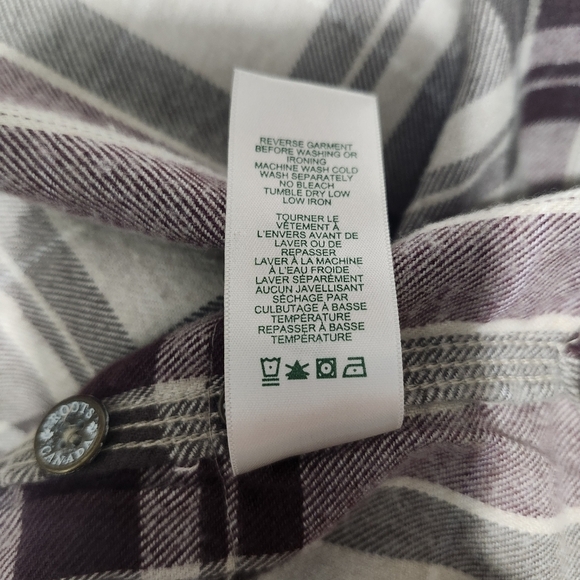 REVERSE GARMENT
BEFORE WASHING OR
IRONING
MACHINE WASH COLD
WASH SEPARATELY
NO BLEACH
TUMBLE DRY LOW
LOW IRON
TOURNER LE
VÊTEMENT À
L'ENVERS AVANT DE
LAVER OU DE
REPASSER
LAVER À LA MACHINE
À L'EAU FROIDE
LAVER SÉPARÉMENT
AUCUN JAVELLISANT
SÉCHAGE PAR
CULBUTAGE À BASSE
TEMPÉRATURE
REPASSER À BASSE
TEMPÉRATURE
ROOTS
CANADA